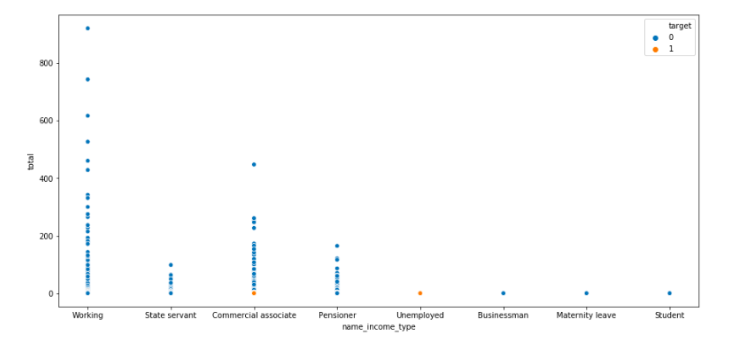 target
0
1
800
600
400
200
0
total
Working State servant Commercial associate Pensioner Unemployed Businessman Maternity leave Student
name_income_type